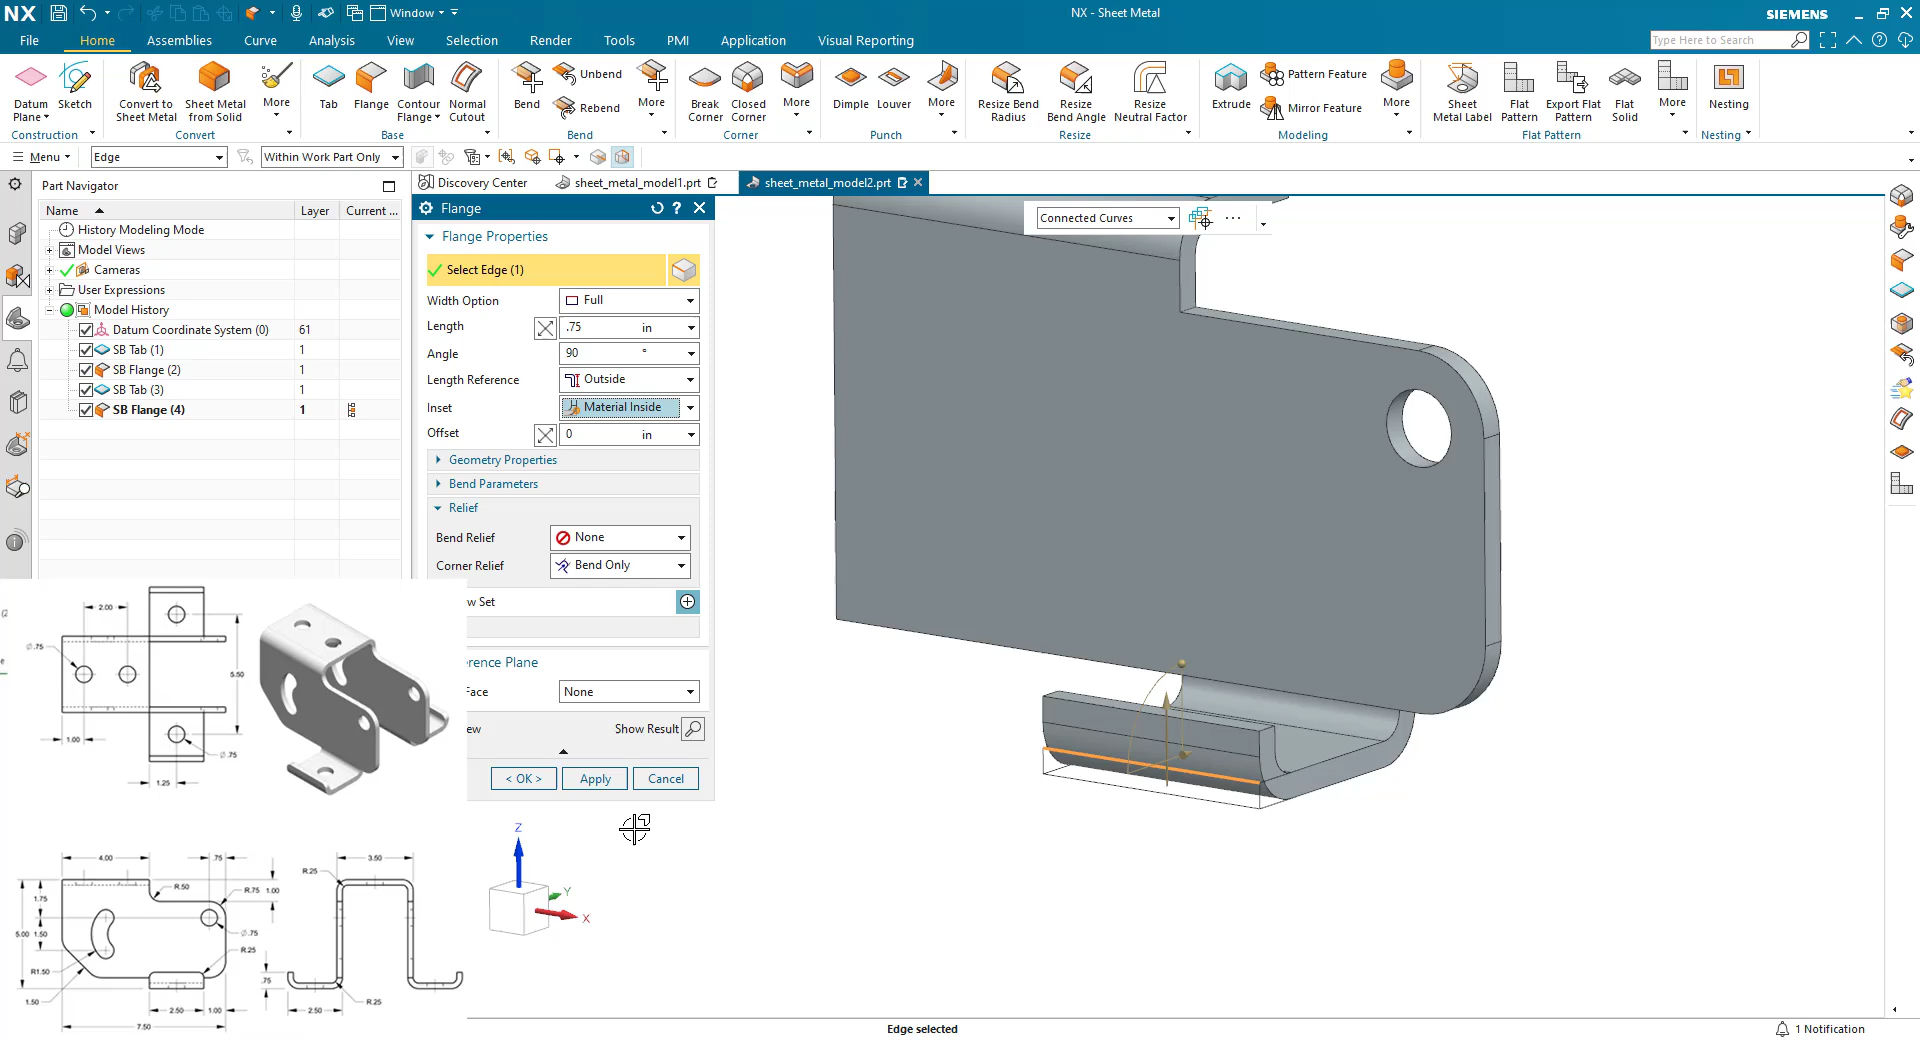 NX
Window
NX - Sheet Metal
SIEMENS
File
Home
Assemblies
Curve
Analysis
View
Selection
Render
Tools
PMI
Application
Visual Reporting
Type Here to Search
Datum Plane
Sketch
Convert to Sheet Metal
Sheet Metal from Solid
More
Tab
Flange
Contour Flange
Normal Cutout
Bend
Unbend
Rebend
More
Break Corner
Closed Corner
More
Dimple
Louver
More
Resize Bend Radius
Resize Bend Angle
Resize Neutral Factor
Extrude
Pattern Feature
Mirror Feature
More
Sheet Metal Label
Flat Pattern
Export Flat Pattern
Flat Solid
More
Nesting
Construction
Convert
Base
Bend
Corner
Punch
Resize
Modeling
Flat Pattern
Nesting
Menu
Edge
Within Work Part Only
Part Navigator
Discovery Center
sheet_metal_model1.prt
sheet_metal_model2.prt
Name
Layer
Current ...
History Modeling Mode
Model Views
Cameras
User Expressions
Model History
Datum Coordinate System (0) 61
SB Tab (1) 1
SB Flange (2) 1
SB Tab (3) 1
SB Flange (4) 1
Flange
Flange Properties
Select Edge (1)
Width Option Full
Length .75 in
Angle 90 °
Length Reference Outside
Inset Material Inside
Offset 0 in
Geometry Properties
Bend Parameters
Relief
Bend Relief None
Corner Relief Bend Only
w Set
rence Plane
Face None
ew Show Result
< OK >
Apply
Cancel
Connected Curves
2.00
Ø.75
5.50
1.00
Ø.75
1.25
4.00
.75
R.50
R.75
1.00
1.75
5.00
1.50
Ø.75
R.25
R1.50
.75
1.50
2.50
1.00
7.50
R.25
3.50
R.25
2.50
Z
Y
X
Edge selected
1 Notification